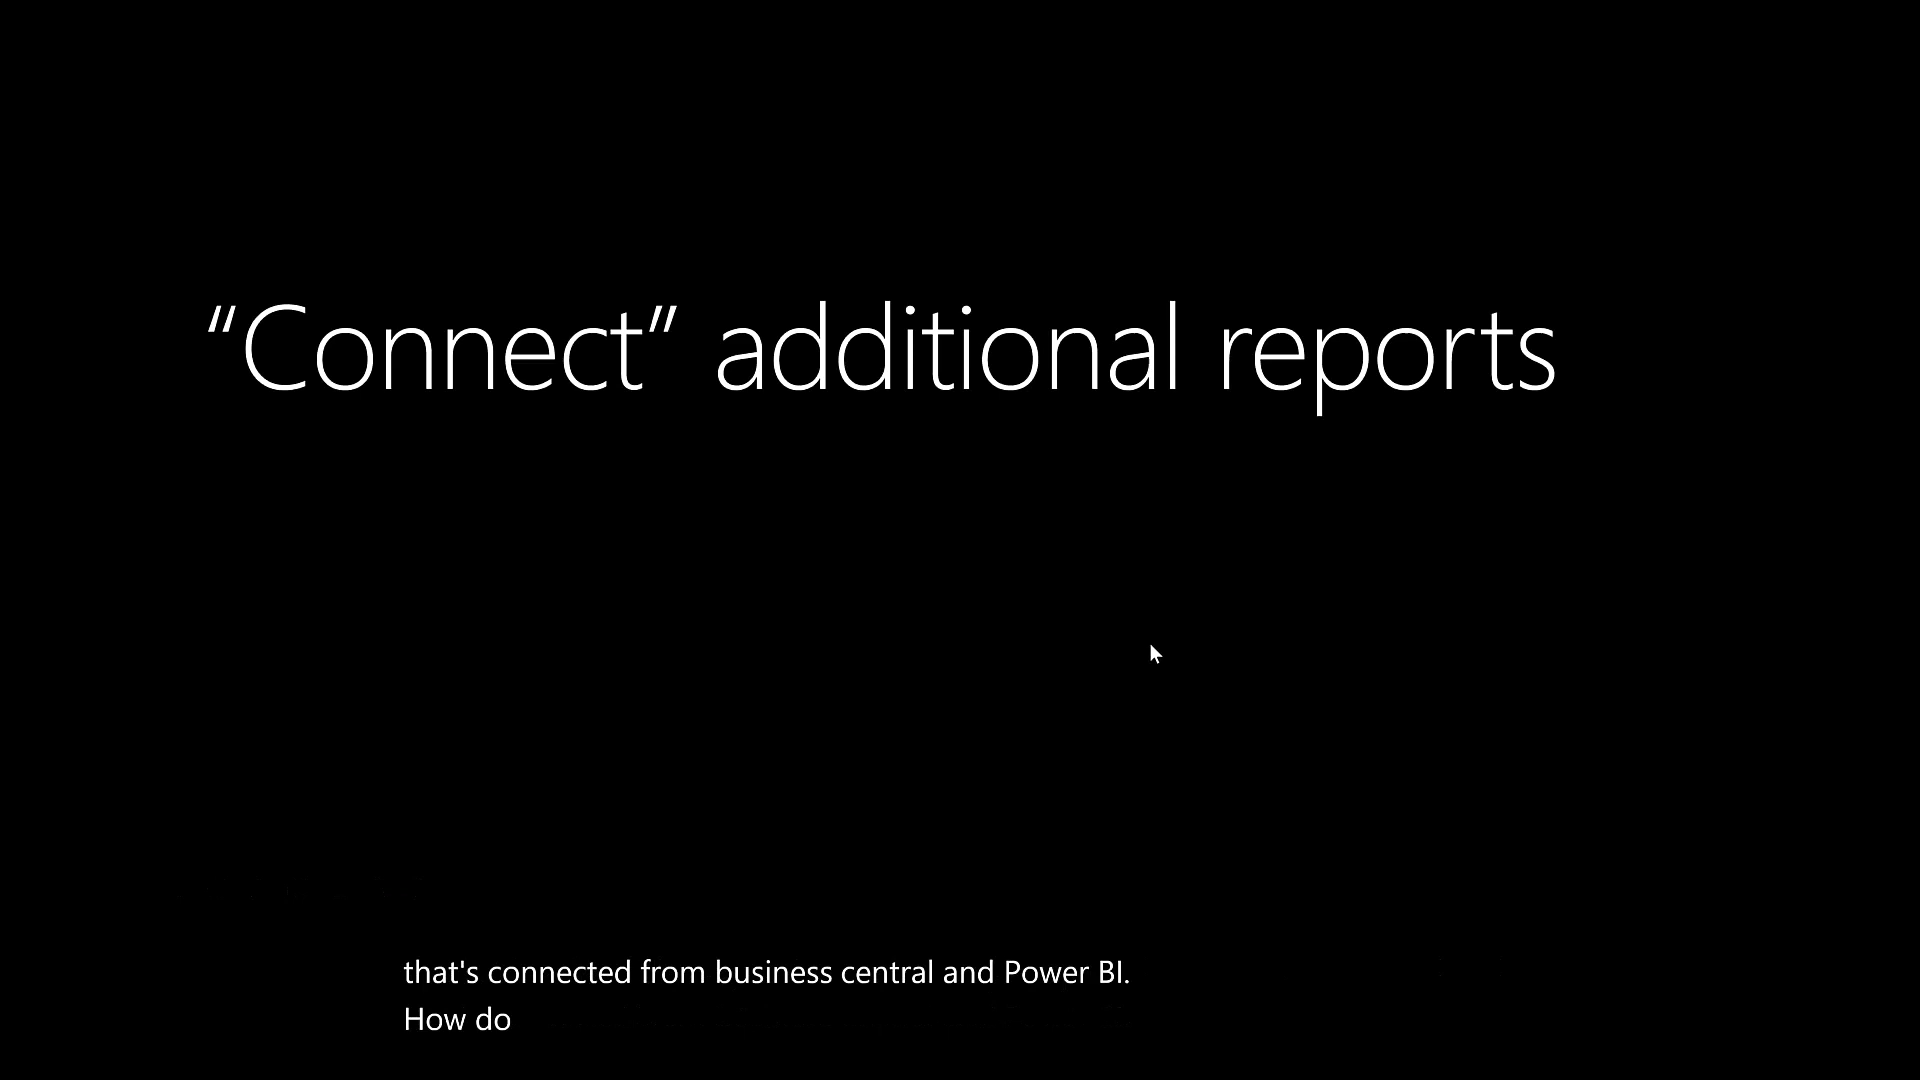 “Connect” additional reports
that's connected from business central and Power BI.
How do